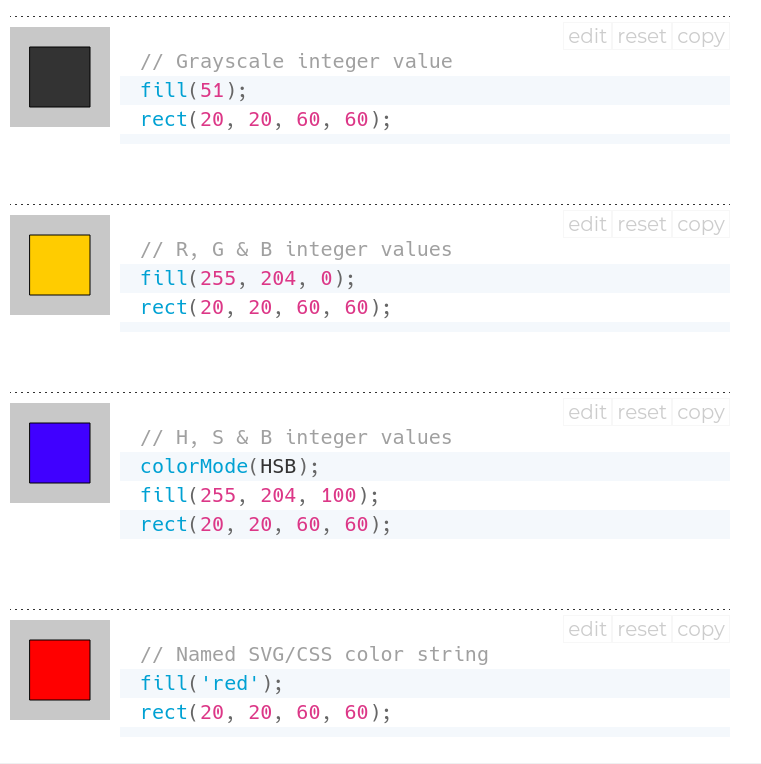 edit reset copy
// Grayscale integer value
fill(51);
rect(20, 20, 60, 60);
edit reset copy
// R, G & B integer values
fill(255, 204, 0);
rect(20, 20, 60, 60);
edit reset copy
// H, S & B integer values
colorMode(HSB);
fill(255, 204, 100);
rect(20, 20, 60, 60);
edit reset copy
// Named SVG/CSS color string
fill('red');
rect(20, 20, 60, 60);